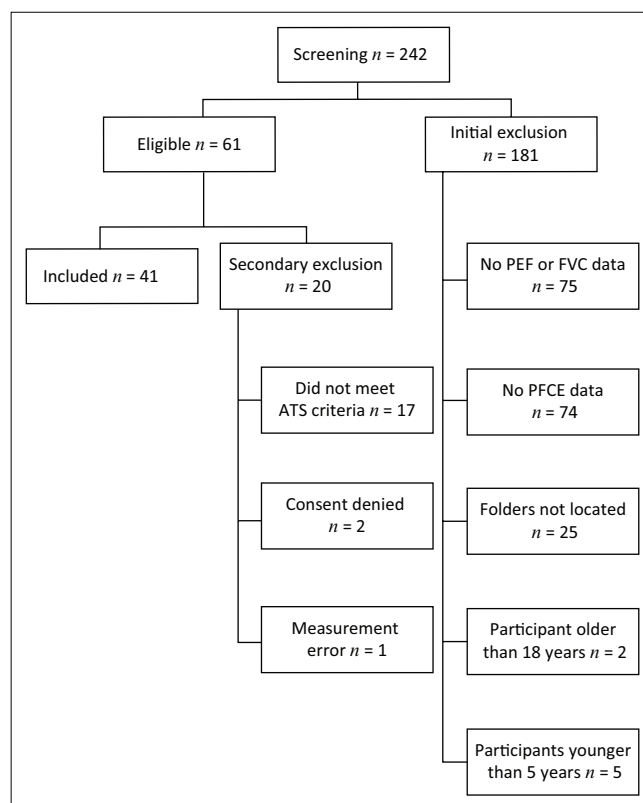 Screening n = 242
Eligible n = 61
Initial exclusion
n = 181
Included n = 41
Secondary exclusion
n = 20
No PEF or FVC data
n = 75
Did not meet
ATS criteria n = 17
No PFCE data
n = 74
Consent denied
n = 2
Folders not located
n = 25
Measurement
error n = 1
Participant older
than 18 years n = 2
Participants younger
than 5 years n = 5